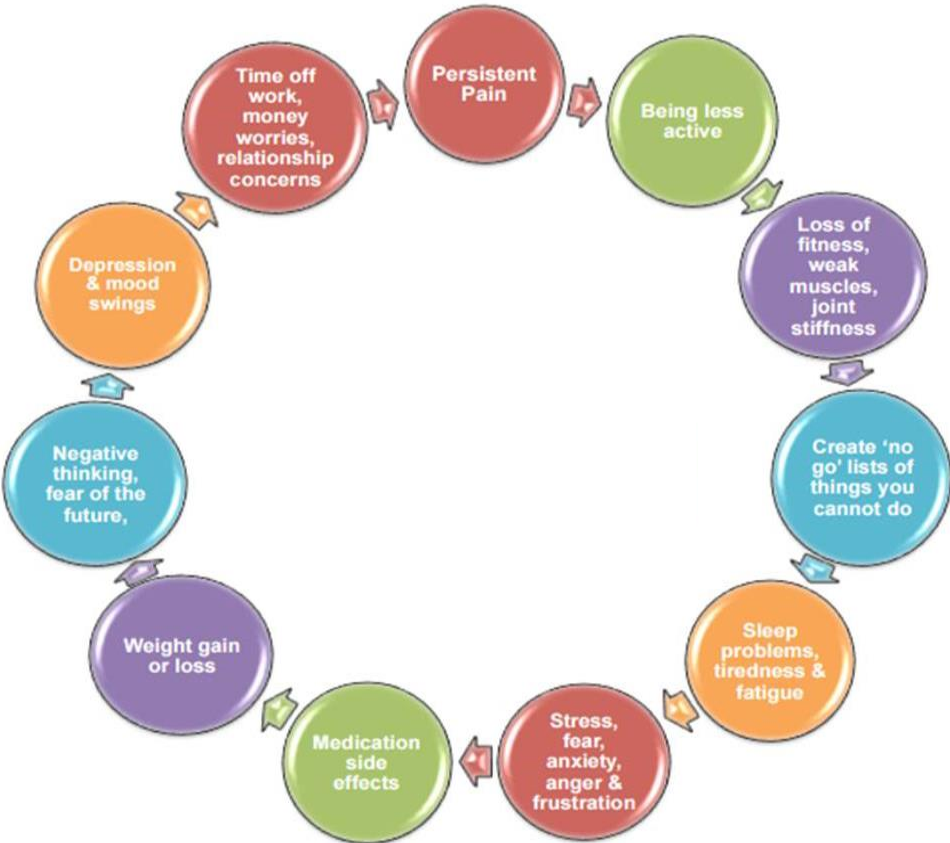 Persistent
Pain
Being less
active
Loss of
fitness,
weak
muscles,
joint
stiffness
Create ‘no
go’ lists of
things you
cannot do
Sleep
problems,
tiredness &
fatigue
Stress,
fear,
anxiety,
anger &
frustration
Medication
side
effects
Weight gain
or loss
Negative
thinking,
fear of the
future,
Depression
& mood
swings
Time off
work,
money
worries,
relationship
concerns